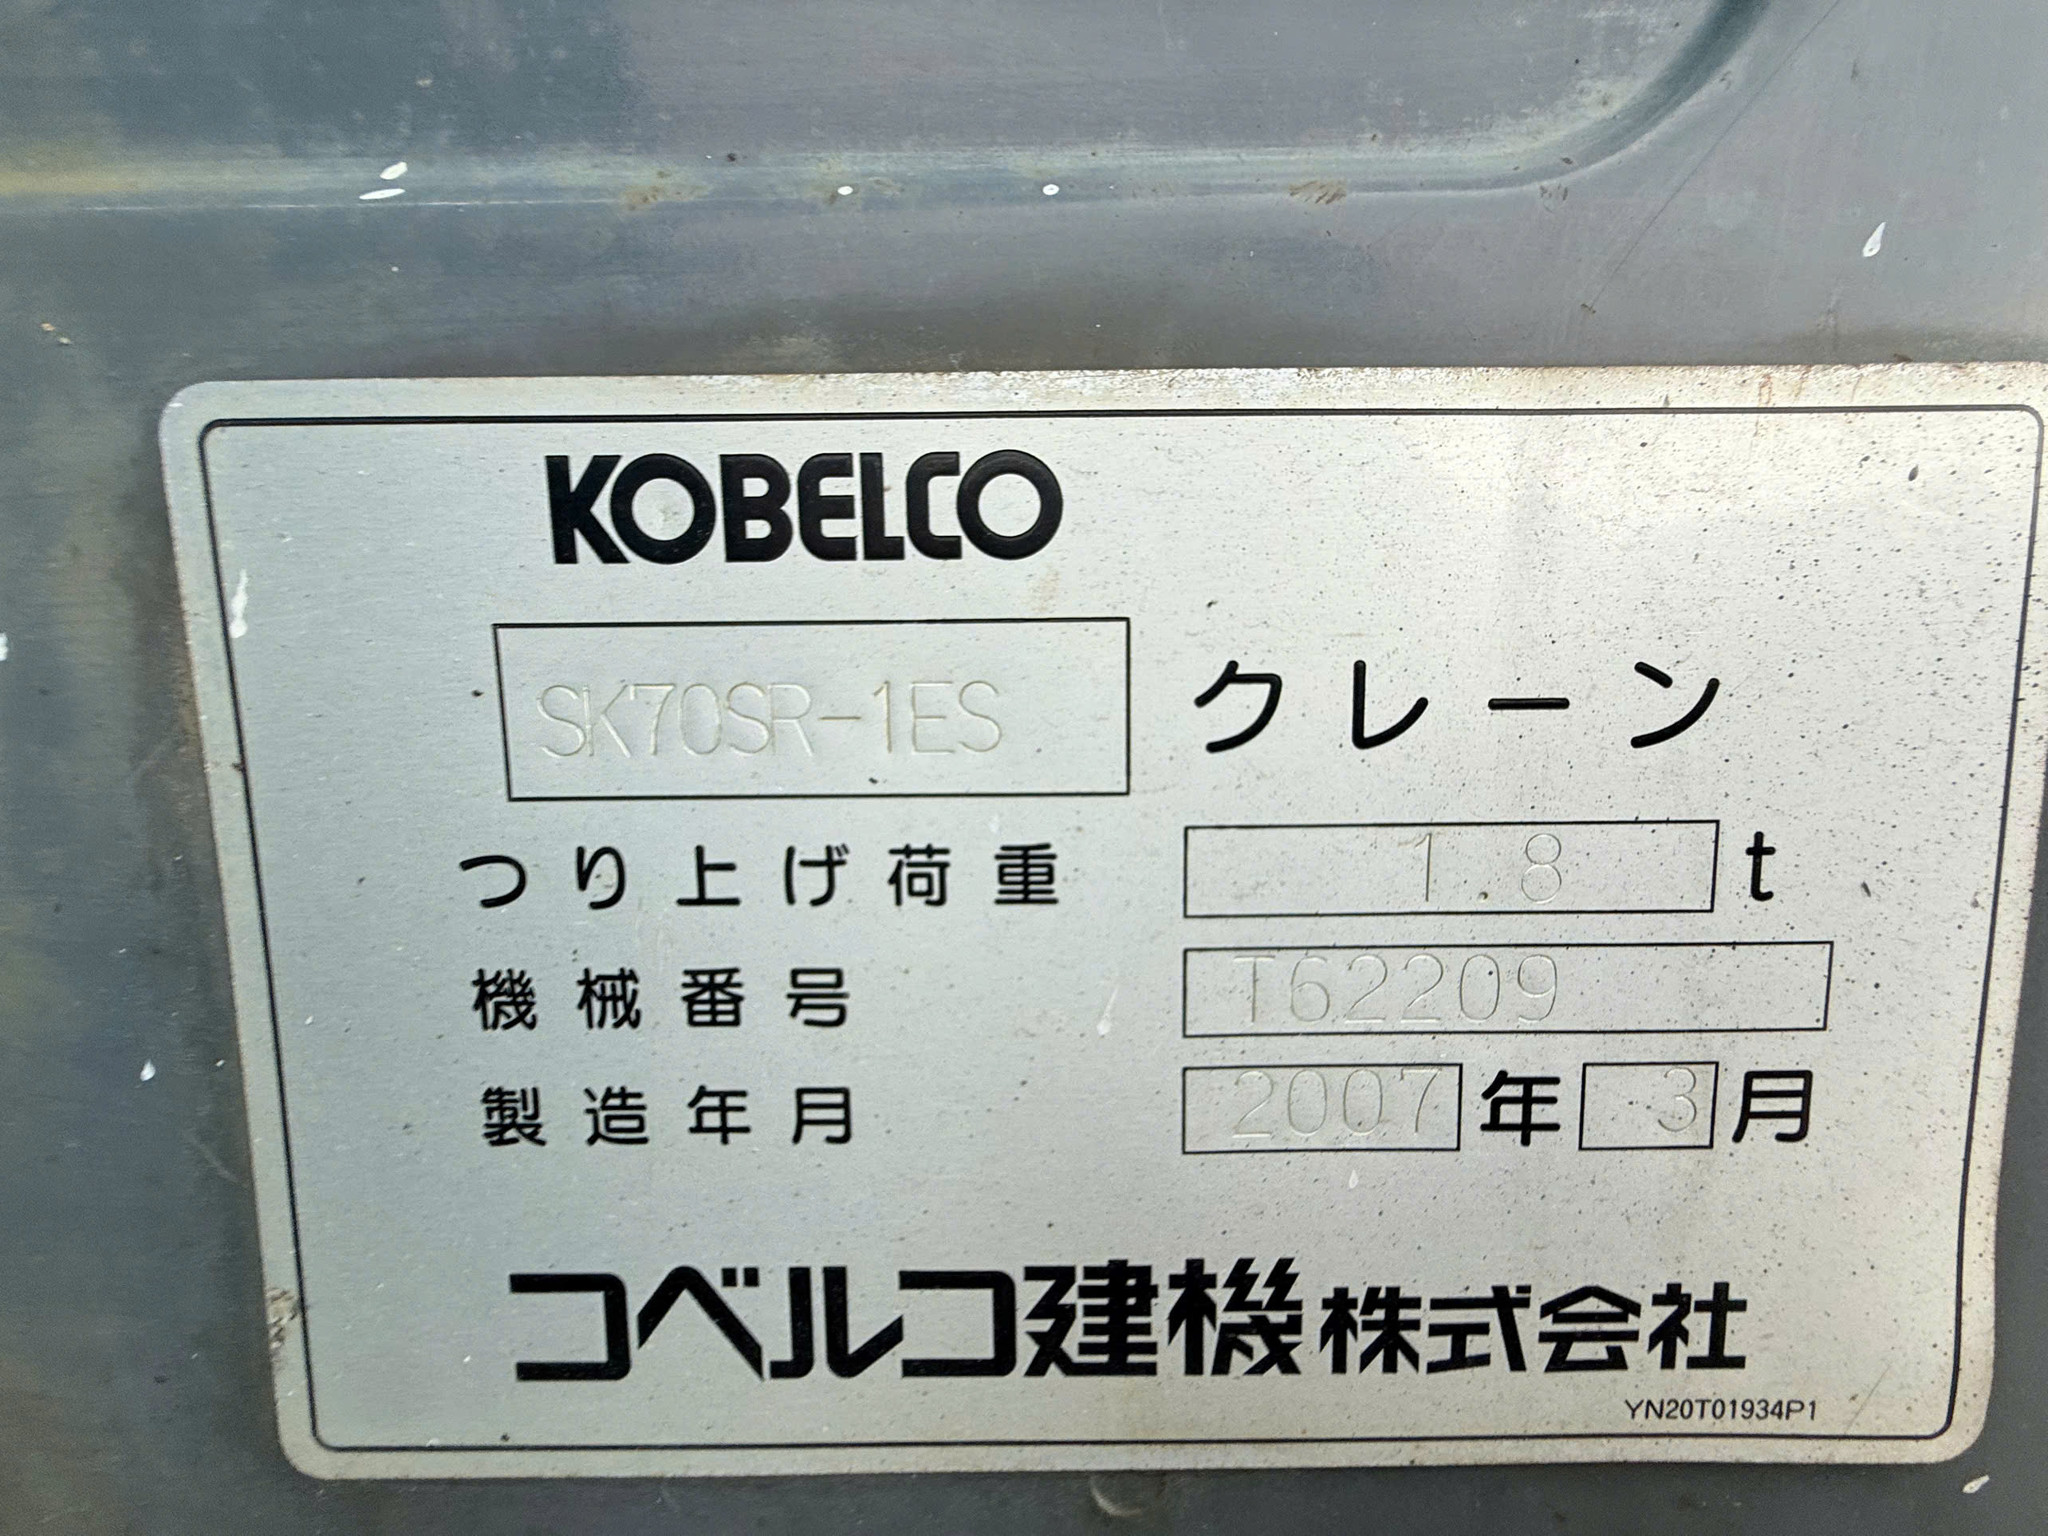 KOBELCO
SK70SR-1ES クレーン
つり上げ荷重 1.8 t
機械番号 T62209
製造年月 2007 年 3 月
コベルコ建機株式会社
YN20T01934P1